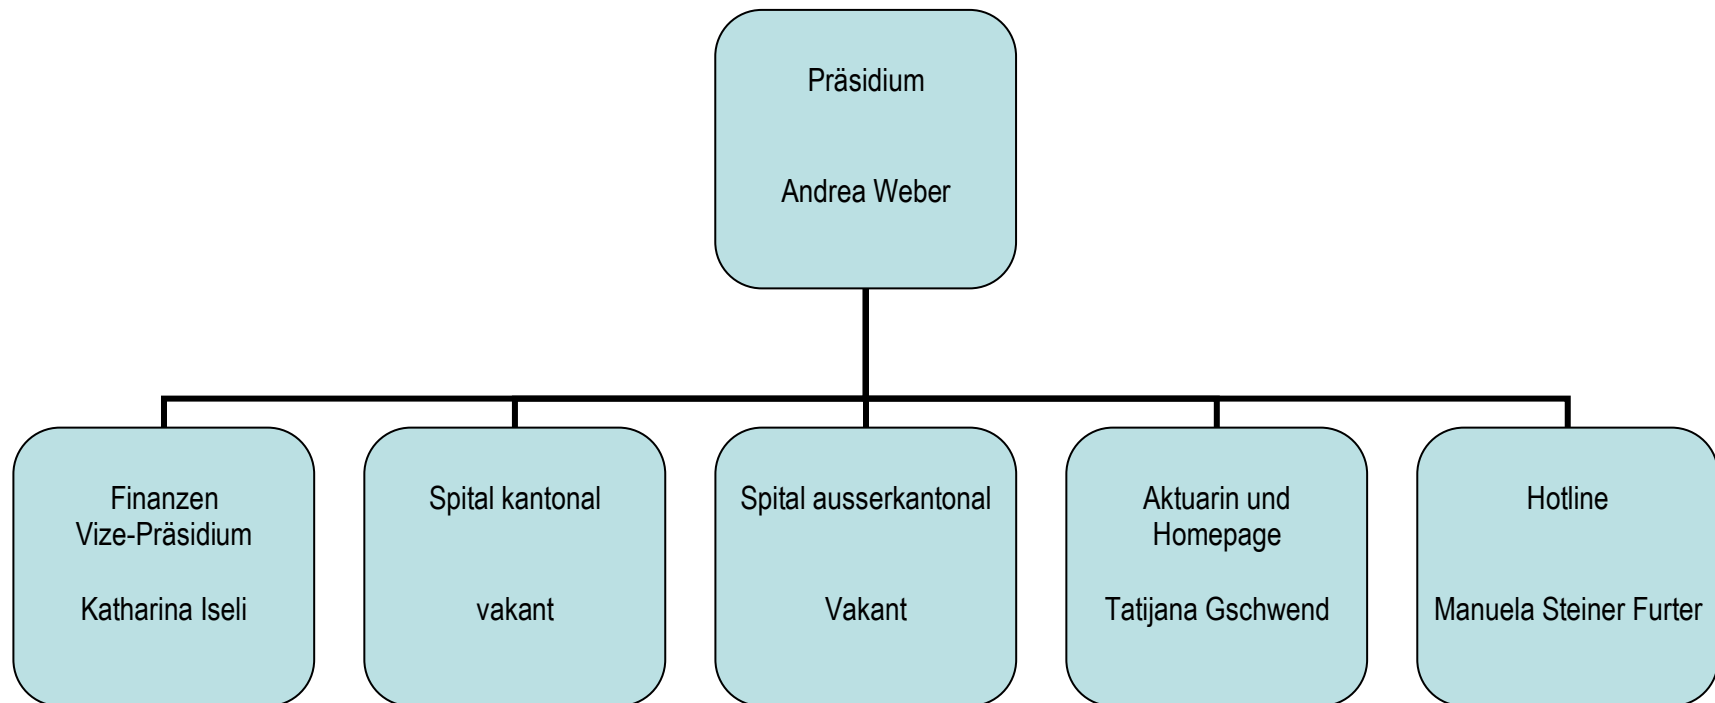 Präsidium
Andrea Weber
Finanzen
Vize-Präsidium
Katharina Iseli
Spital kantonal
vakant
Spital ausserkantonal
Vakant
Aktuarin und
Homepage
Tatijana Gschwend
Hotline
Manuela Steiner Furter